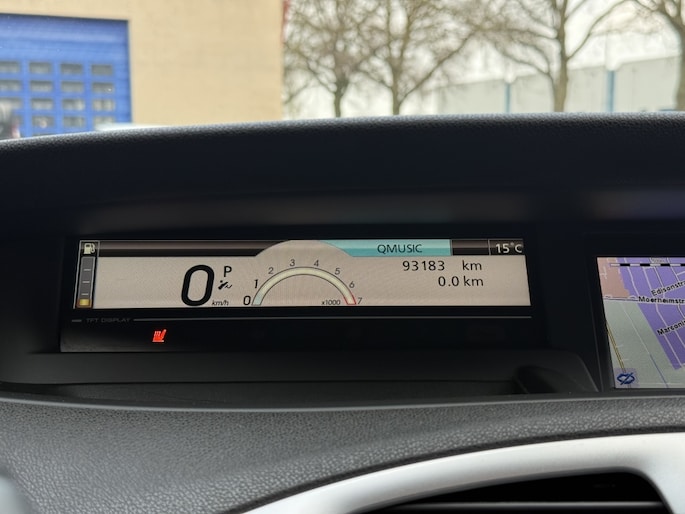 QMUSIC
15°C
0 P
km/h
0 1 2 3 4 5 6 7
x1000
93183 km
0.0 km
TFT DISPLAY
Edisonstr
Moerheimstr
Marconi